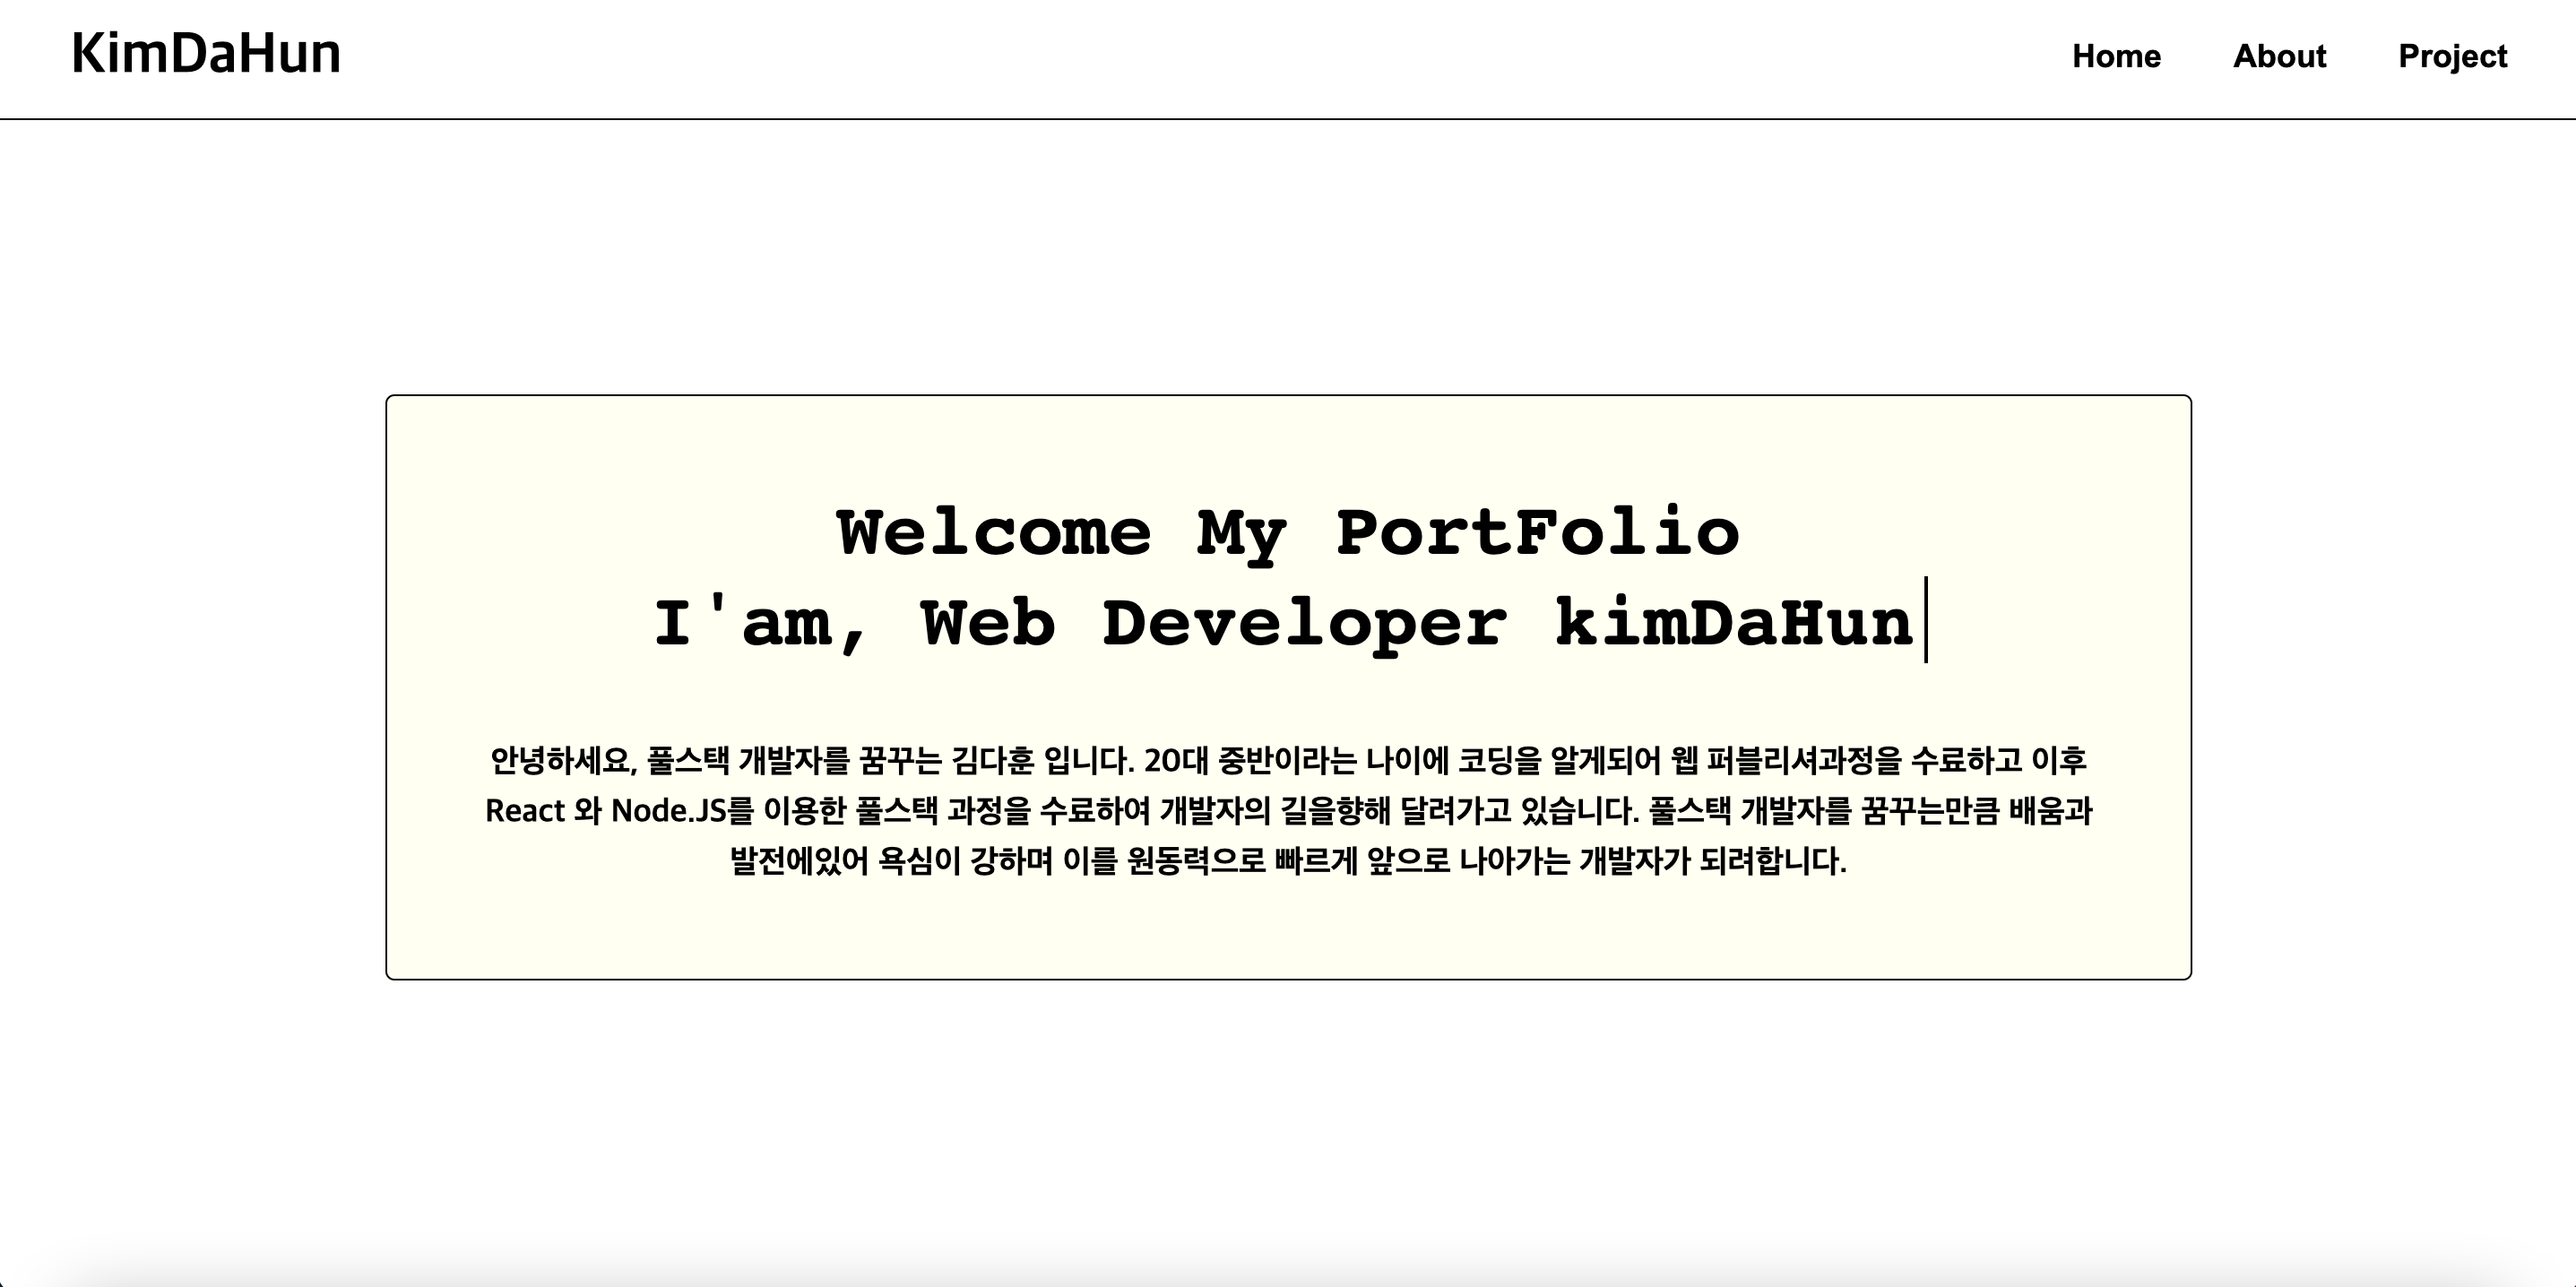 KimDaHun
Home About Project
Welcome My PortFolio
I'am, Web Developer kimDaHun
안녕하세요, 풀스택 개발자를 꿈꾸는 김다훈 입니다. 20대 중반이라는 나이에 코딩을 알게되어 웹 퍼블리셔과정을 수료하고 이후
React 와 Node.JS를 이용한 풀스택 과정을 수료하여 개발자의 길을향해 달려가고 있습니다. 풀스택 개발자를 꿈꾸는만큼 배움과
발전에있어 욕심이 강하며 이를 원동력으로 빠르게 앞으로 나아가는 개발자가 되려합니다.